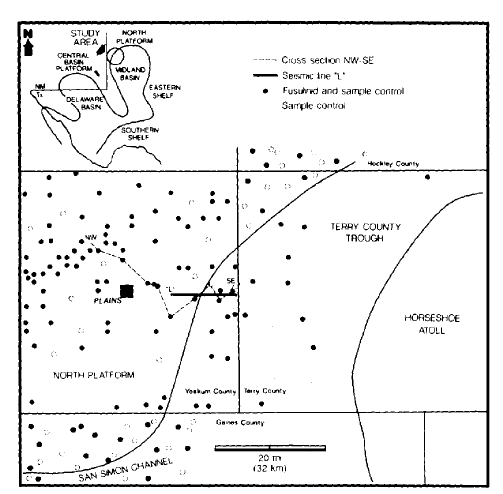 N
STUDY
AREA
NORTH
PLATFORM
CENTRAL
BASIN
PLATFORM
MIDLAND
BASIN
NM
Tx
DELAWARE
BASIN
EASTERN
SHELF
SOUTHERN
SHELF
Cross section NW-SE
Seismic line "L"
Fusulinid and sample control
Sample control
Hockley County
TERRY COUNTY
TROUGH
NW
SE
"L"
PLAINS
HORSESHOE
ATOLL
NORTH PLATFORM
Yoakum County
Terry County
Gaines County
SAN SIMON CHANNEL
20 m
(32 km)